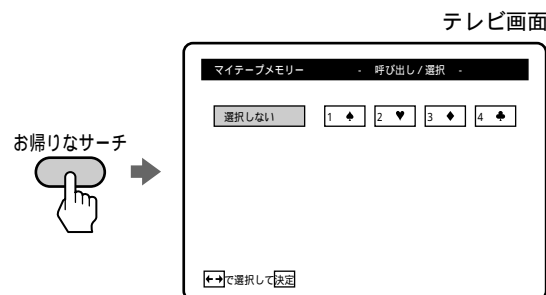 テレビ画面
マイテープメモリー - 呼び出し / 選択 -
選択しない 1 ♠ 2 ♥ 3 ♦ 4 ♣
お帰りなサーチ
←→で選択して決定